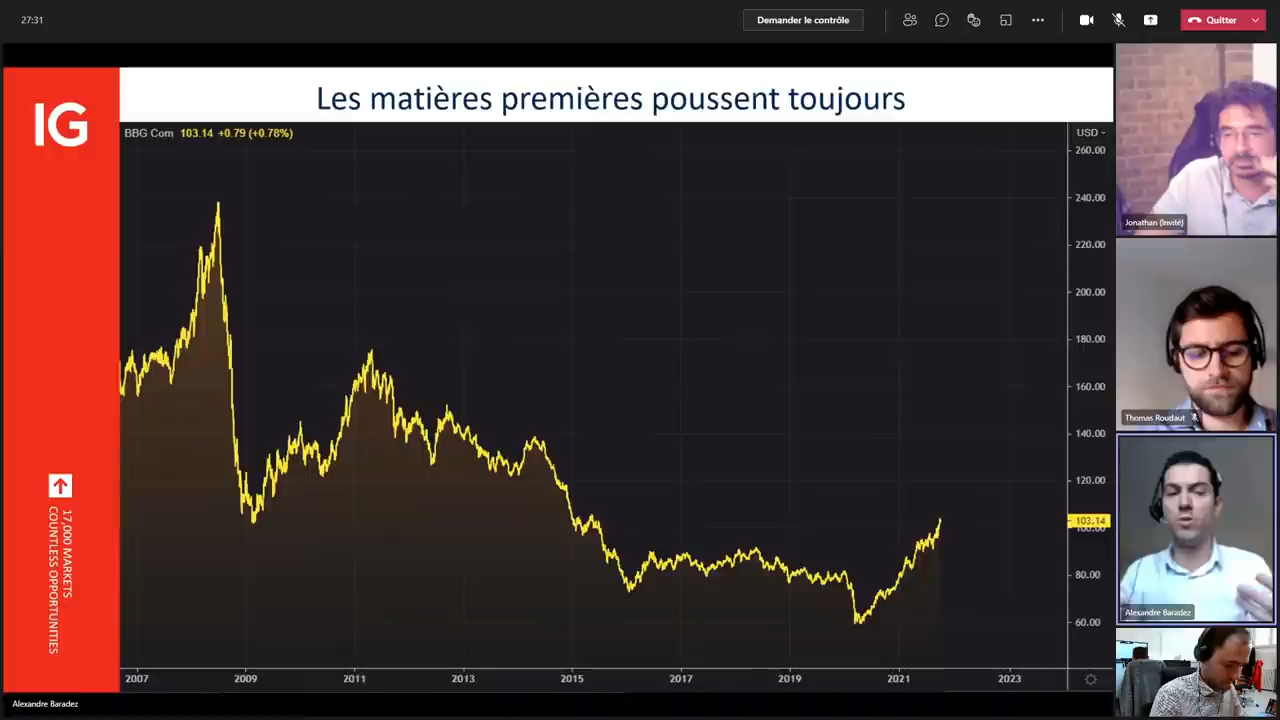 27:31
Demander le contrôle
Quitter
IG
Les matières premières poussent toujours
BBG Com 103.14 +0.79 (+0.78%)
USD
260.00
240.00
220.00
200.00
180.00
160.00
140.00
120.00
103.14
100.00
80.00
60.00
2007 2009 2011 2013 2015 2017 2019 2021 2023
17,000 MARKETS
COUNTLESS OPPORTUNITIES
Jonathan (Invité)
Thomas Roudaut
Alexandre Baradez
Alexandre Baradez